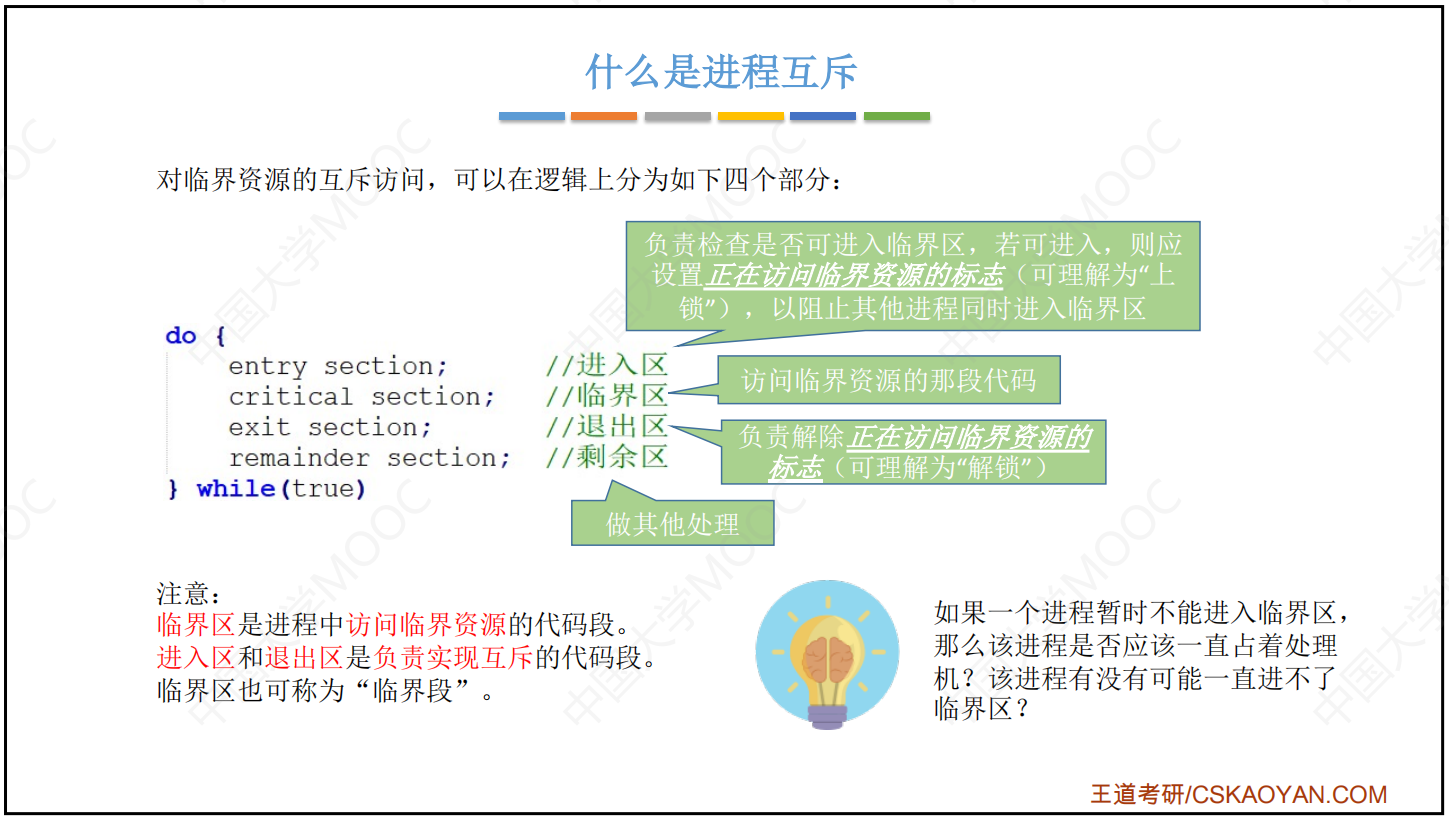 什么是进程互斥
对临界资源的互斥访问，可以在逻辑上分为如下四个部分：
负责检查是否可进入临界区，若可进入，则应
设置正在访问临界资源的标志（可理解为“上
锁”），以阻止其他进程同时进入临界区
do {
entry section; //进入区
critical section; //临界区
exit section; //退出区
remainder section; //剩余区
} while(true)
访问临界资源的那段代码
负责解除正在访问临界资源的
标志（可理解为“解锁”）
做其他处理
注意：
临界区是进程中访问临界资源的代码段。
进入区和退出区是负责实现互斥的代码段。
临界区也可称为“临界段”。
如果一个进程暂时不能进入临界区，
那么该进程是否应该一直占着处理
机？该进程有没有可能一直进不了
临界区？
王道考研/CSKAOYAN.COM
中国大学MOOC